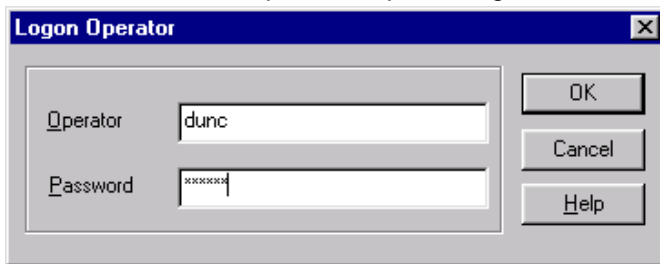 Logon Operator
Operator dunc
Password ******
OK
Cancel
Help